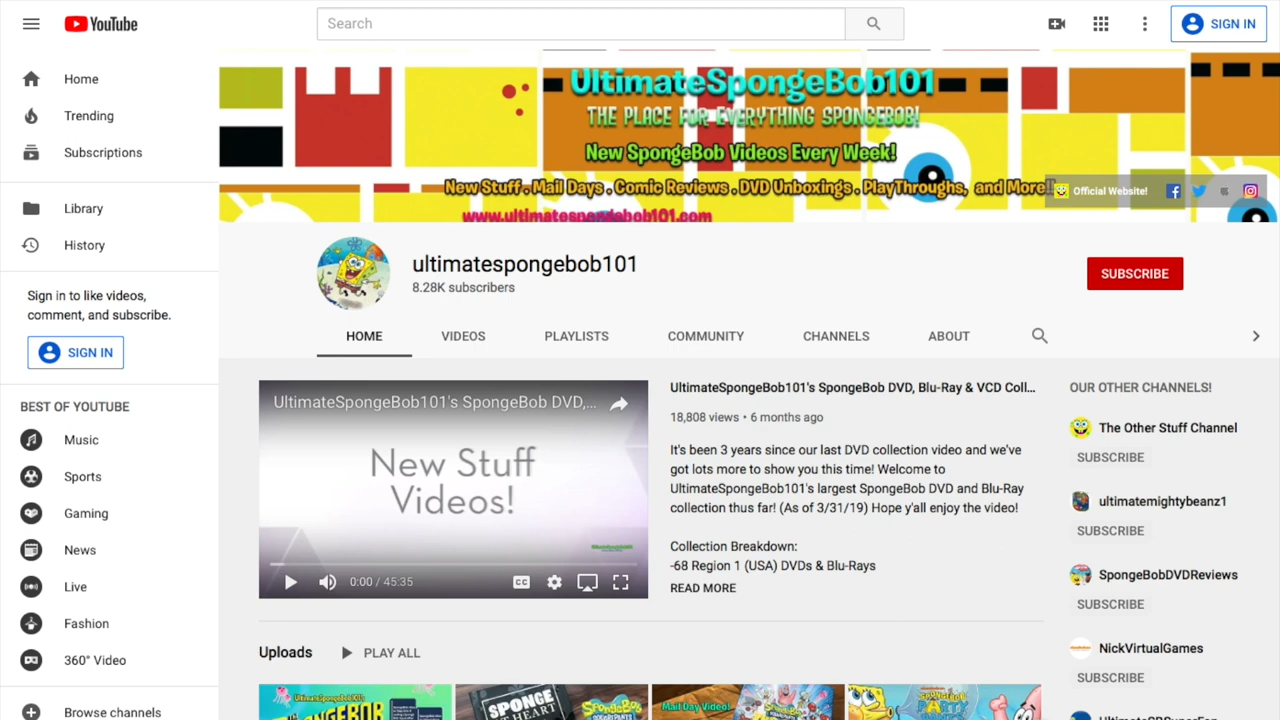 YouTube
Search
SIGN IN
Home
Trending
Subscriptions
Library
History
Sign in to like videos,
comment, and subscribe.
SIGN IN
BEST OF YOUTUBE
Music
Sports
Gaming
News
Live
Fashion
360° Video
Browse channels
UltimateSpongeBob101
THE PLACE FOR EVERYTHING SPONGEBOB!
New SpongeBob Videos Every Week!
New Stuff . Mail Days . Comic Reviews . DVD Unboxings . PlayThroughs, and More!!
www.ultimatespongebob101.com
Official Website!
ultimatespongebob101
8.28K subscribers
SUBSCRIBE
HOME
VIDEOS
PLAYLISTS
COMMUNITY
CHANNELS
ABOUT
UltimateSpongeBob101's SpongeBob DVD,...
New Stuff
Videos!
0:00 / 45:35
CC
UltimateSpongeBob101's SpongeBob DVD, Blu-Ray & VCD Coll...
18,808 views • 6 months ago
It's been 3 years since our last DVD collection video and we've
got lots more to show you this time! Welcome to
UltimateSpongeBob101's largest SpongeBob DVD and Blu-Ray
collection thus far! (As of 3/31/19) Hope y'all enjoy the video!
Collection Breakdown:
-68 Region 1 (USA) DVDs & Blu-Rays
READ MORE
OUR OTHER CHANNELS!
The Other Stuff Channel
SUBSCRIBE
ultimatemightybeanz1
SUBSCRIBE
SpongeBobDVDReviews
SUBSCRIBE
NickVirtualGames
SUBSCRIBE
Uploads
PLAY ALL
UltimateSpongeBob101's
SPONGE
HEART
Mail Day Video!
PARTY